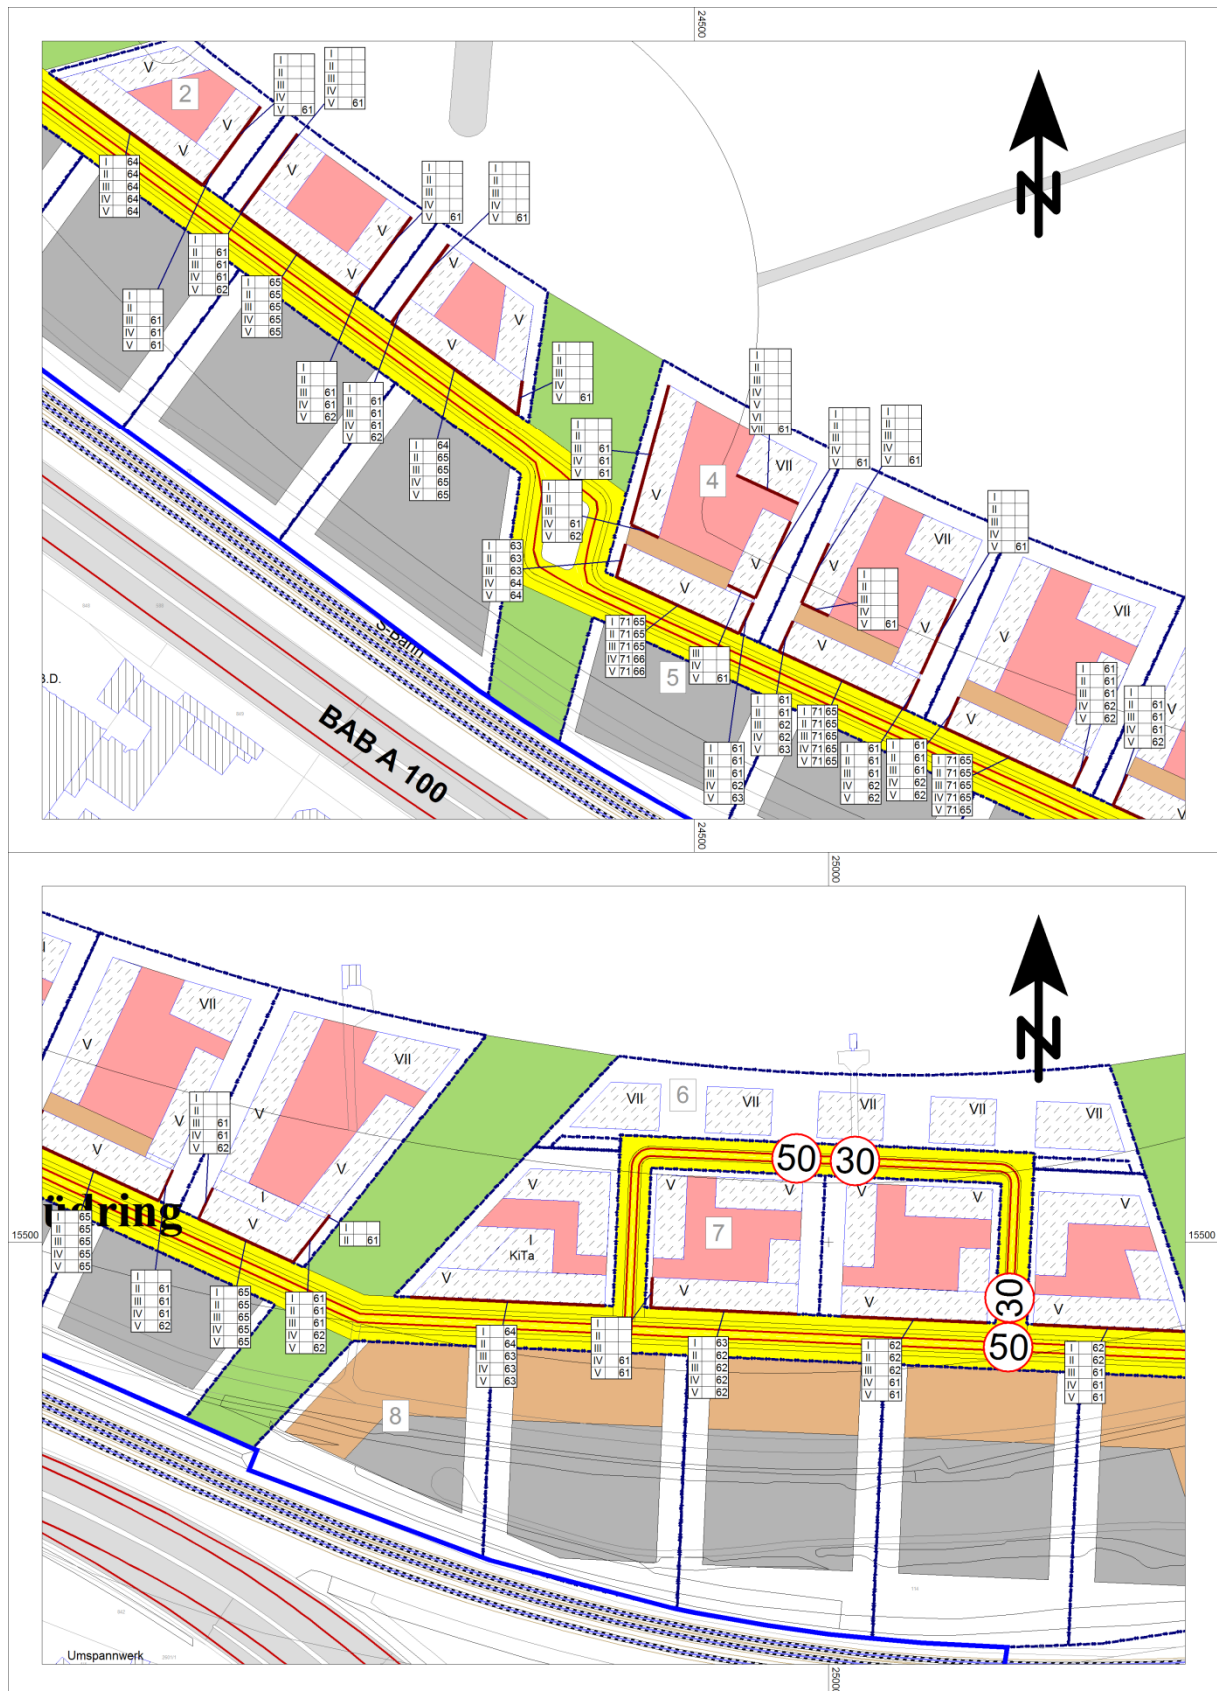 24500
V
2
V
V
V
I
II
III
IV
V 61
I
II
III
IV
V 61
I 64
II 64
III 64
IV 64
V 64
V
V
V
I
II
III
IV
V 61
I
II
III
IV
V 61
I
II 61
III 61
IV 61
V 62
I
II
III 61
IV 61
V 61
I 65
II 65
III 65
IV 65
V 65
V
V
V
I
II
III 61
IV 61
V 62
I
II
III 61
IV 61
V 62
I
II
III
IV
V 61
I 64
II 65
III 65
IV 65
V 65
I
II
III
IV
V
VI
VII 61
I
II
III 61
IV 61
V 61
I
II
III
IV 61
V 62
4
VII
V
V
V
I
II
III
IV
V 61
I
II
III
IV
V 61
I 63
II 63
III 63
IV 64
V 64
I
II
III
IV
V 61
I
II
III
IV
V 61
VII
V
V
V
VII
V
V
V
V
V
N
I 71 65
II 71 65
III 71 65
IV 71 66
V 71 66
III
IV
V 61
5
I 61
II 61
III 61
IV 62
V 63
I 61
II 61
III 62
IV 62
V 63
I 71 65
II 71 65
III 71 65
IV 71 65
V 71 65
I 61
II 61
III 61
IV 62
V 62
I 61
II 61
III 61
IV 62
V 62
I 71 65
II 71 65
III 71 65
IV 71 65
V 71 65
I 61
II 61
III 61
IV 62
V 62
I
II 61
III 61
IV 61
V 62
S-Bahn
BAB A 100
24500
25000
N
VII
V
V
V
VII
V
I
V
I
II
III 61
IV 61
V 62
15500
I 65
II 65
III 65
IV 65
V 65
I
II 61
III 61
IV 61
V 62
I 65
II 65
III 65
IV 65
V 65
I 61
II 61
III 61
IV 62
V 62
I
II 61
6
VII
VII
VII
VII
VII
50
30
V
I
KiTa
V
V
V
V
V
7
V
V
V
V
V
V
V
30
50
15500
I 64
II 64
III 63
IV 63
V 63
I
II
III
IV 61
V 61
I 63
II 62
III 62
IV 62
V 62
I 62
II 62
III 62
IV 61
V 61
I 62
II 62
III 61
IV 61
V 61
8
Umspannwerk
25000